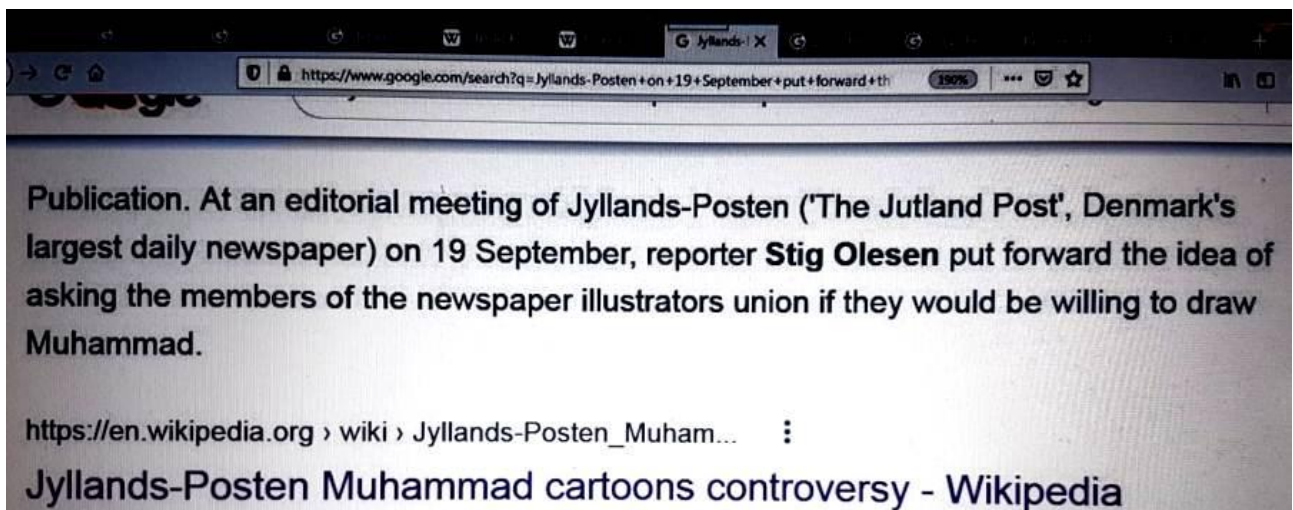 G Jyllands-I X
https://www.google.com/search?q=Jyllands-Posten+on+19+September+put+forward+th 190%
Publication. At an editorial meeting of Jyllands-Posten ('The Jutland Post', Denmark's
largest daily newspaper) on 19 September, reporter Stig Olesen put forward the idea of
asking the members of the newspaper illustrators union if they would be willing to draw
Muhammad.
https://en.wikipedia.org › wiki › Jyllands-Posten_Muham...
Jyllands-Posten Muhammad cartoons controversy - Wikipedia